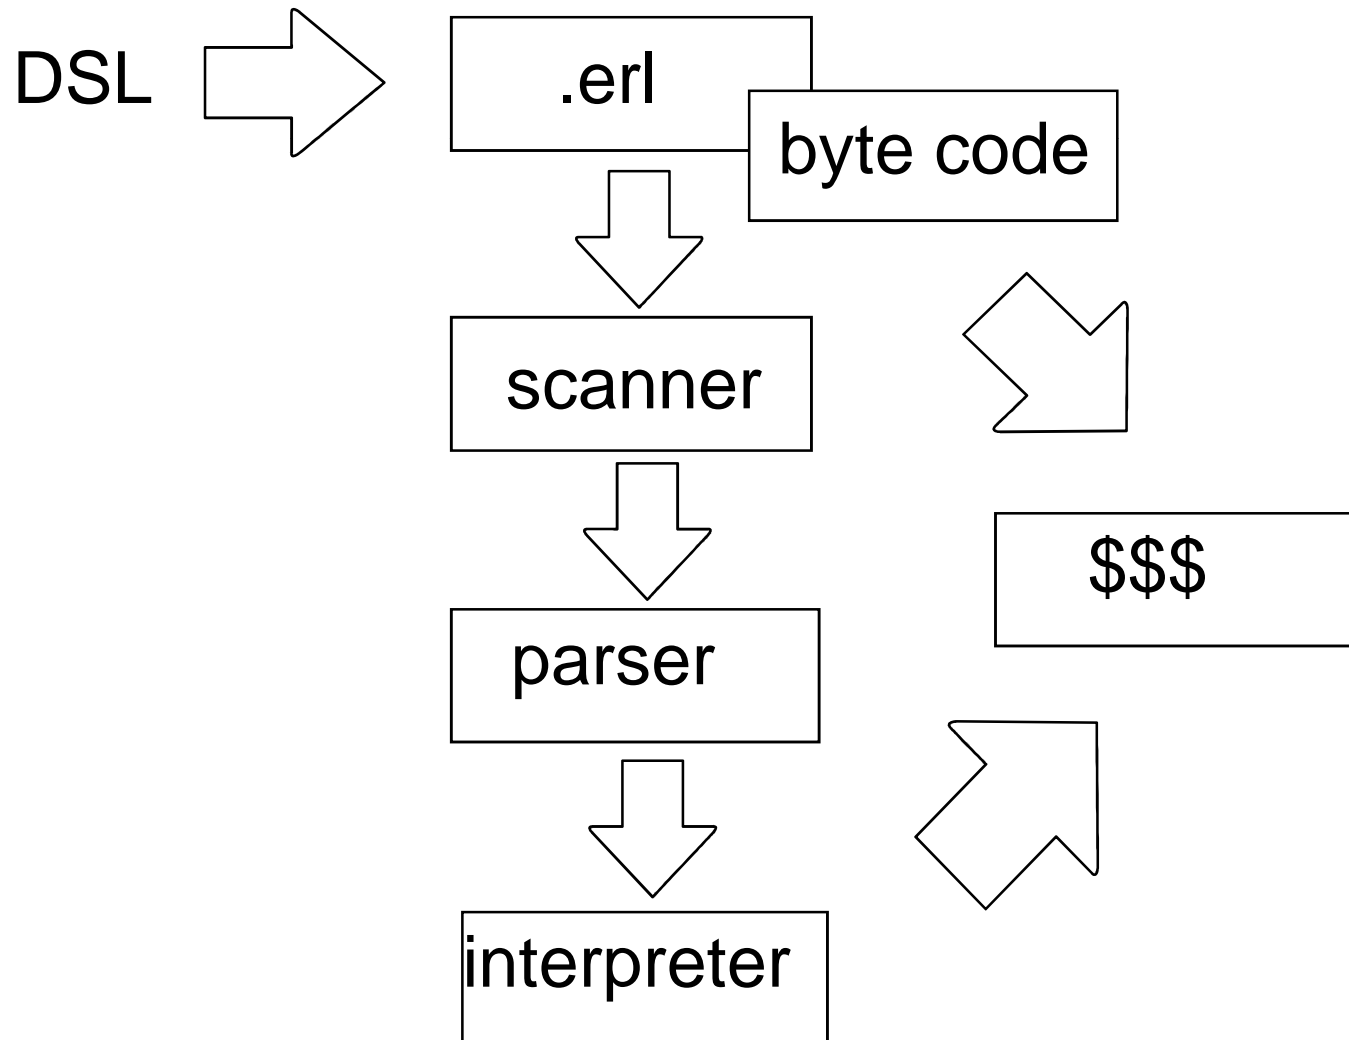 DSL
.erl
byte code
scanner
$$$
parser
interpreter